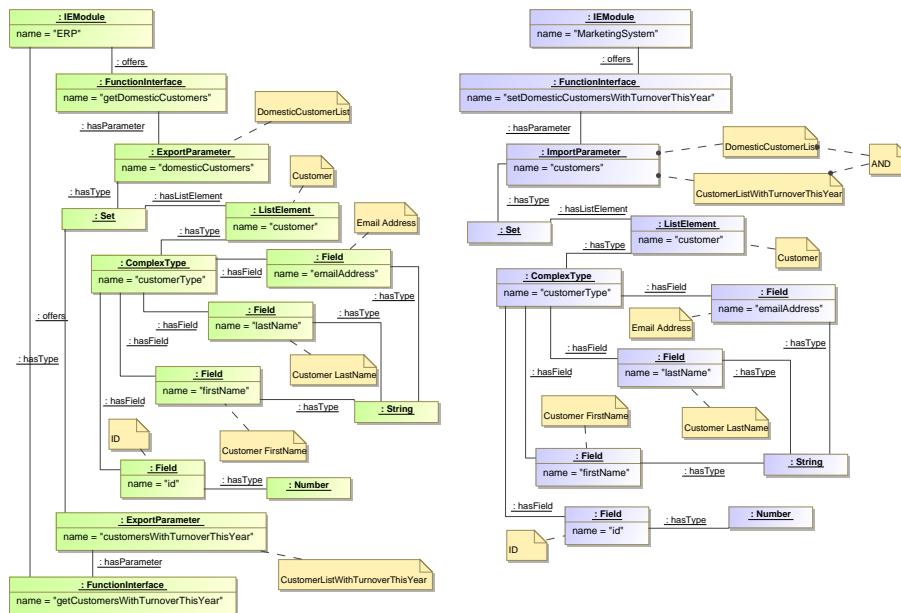 : IEModule
name = "ERP"
: offers
: FunctionInterface
name = "getDomesticCustomers"
DomesticCustomerList
: hasParameter
: ExportParameter
name = "domesticCustomers"
Customer
: hasType
: hasListElement
: ListElement
name = "customer"
: Set
Email Address
: hasType
: ComplexType
name = "customerType"
: Field
name = "emailAddress"
: hasField
: hasType
: Field
name = "lastName"
: offers
: hasField
: hasField
: hasType
: hasType
Customer LastName
: Field
name = "firstName"
: hasType
: String
: hasField
ID
Customer FirstName
: Field
name = "id"
: hasType
: Number
: ExportParameter
name = "customersWithTurnoverThisYear"
: hasParameter
CustomerListWithTurnoverThisYear
: FunctionInterface
name = "getCustomersWithTurnoverThisYear"
: IEModule
name = "MarketingSystem"
: offers
: FunctionInterface
name = "setDomesticCustomersWithTurnoverThisYear"
: hasParameter
DomesticCustomerList
: ImportParameter
name = "customers"
AND
CustomerListWithTurnoverThisYear
: hasType
: hasListElement
: Set
: ListElement
name = "customer"
: hasType
Customer
: ComplexType
name = "customerType"
: hasField
: Field
name = "emailAddress"
Email Address
: hasType
: hasField
: Field
name = "lastName"
: hasField
: hasType
Customer FirstName
Customer LastName
: Field
name = "firstName"
: hasType
: String
: hasField
: Field
name = "id"
: hasType
: Number
ID